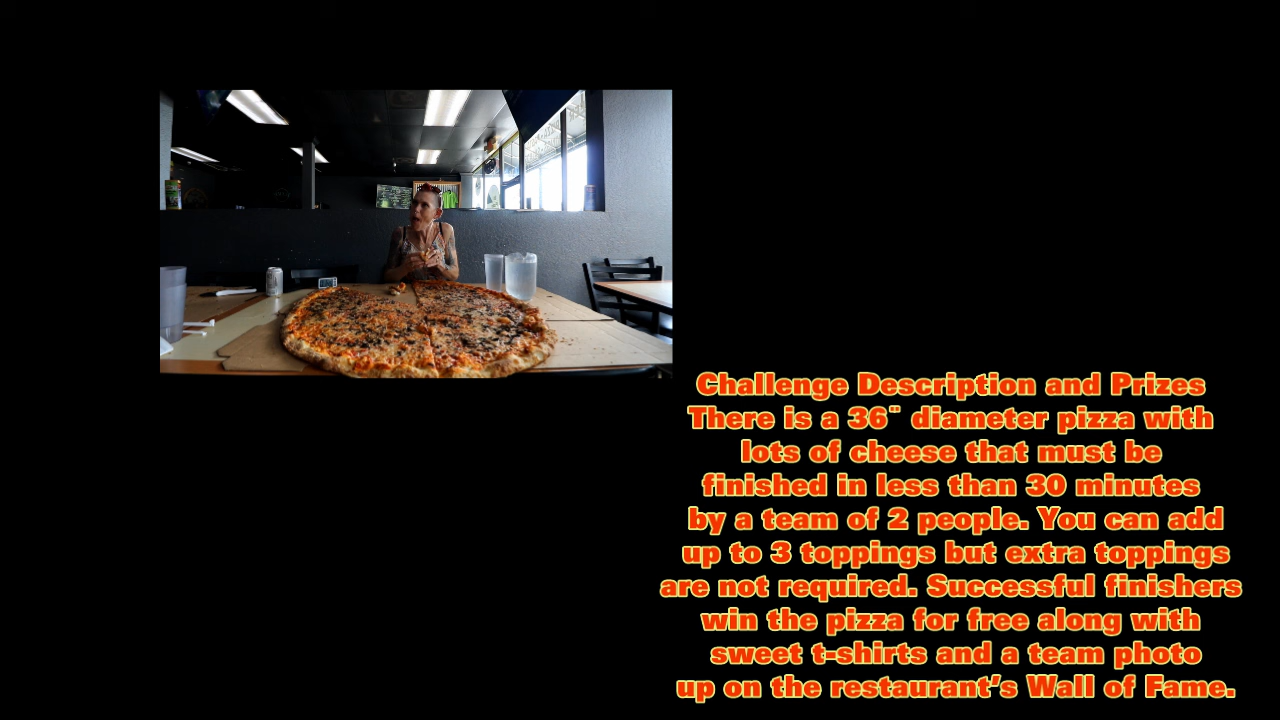 Challenge Description and Prizes
There is a 36¨ diameter pizza with
lots of cheese that must be
finished in less than 30 minutes
by a team of 2 people. You can add
up to 3 toppings but extra toppings
are not required. Successful finishers
win the pizza for free along with
sweet t-shirts and a team photo
up on the restaurant’s Wall of Fame.